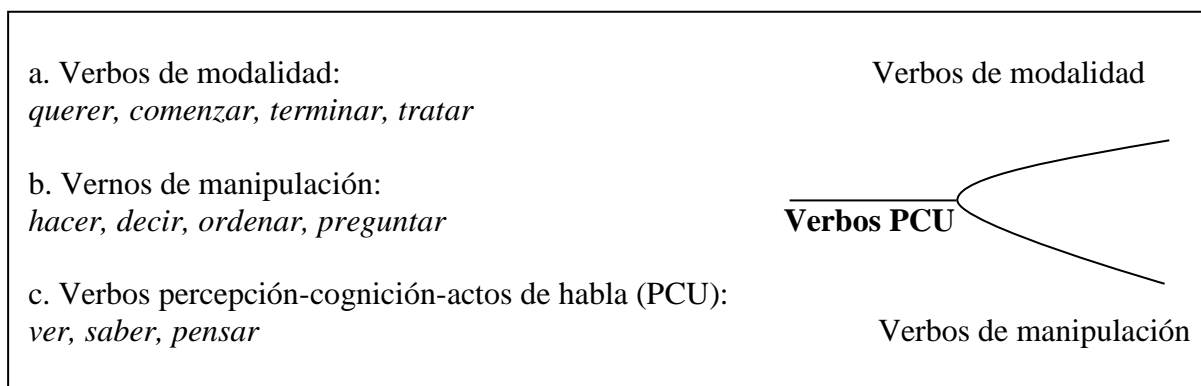 a. Verbos de modalidad:
querer, comenzar, terminar, tratar
b. Vernos de manipulación:
hacer, decir, ordenar, preguntar
c. Verbos percepción-cognición-actos de habla (PCU):
ver, saber, pensar
Verbos de modalidad
Verbos PCU
Verbos de manipulación